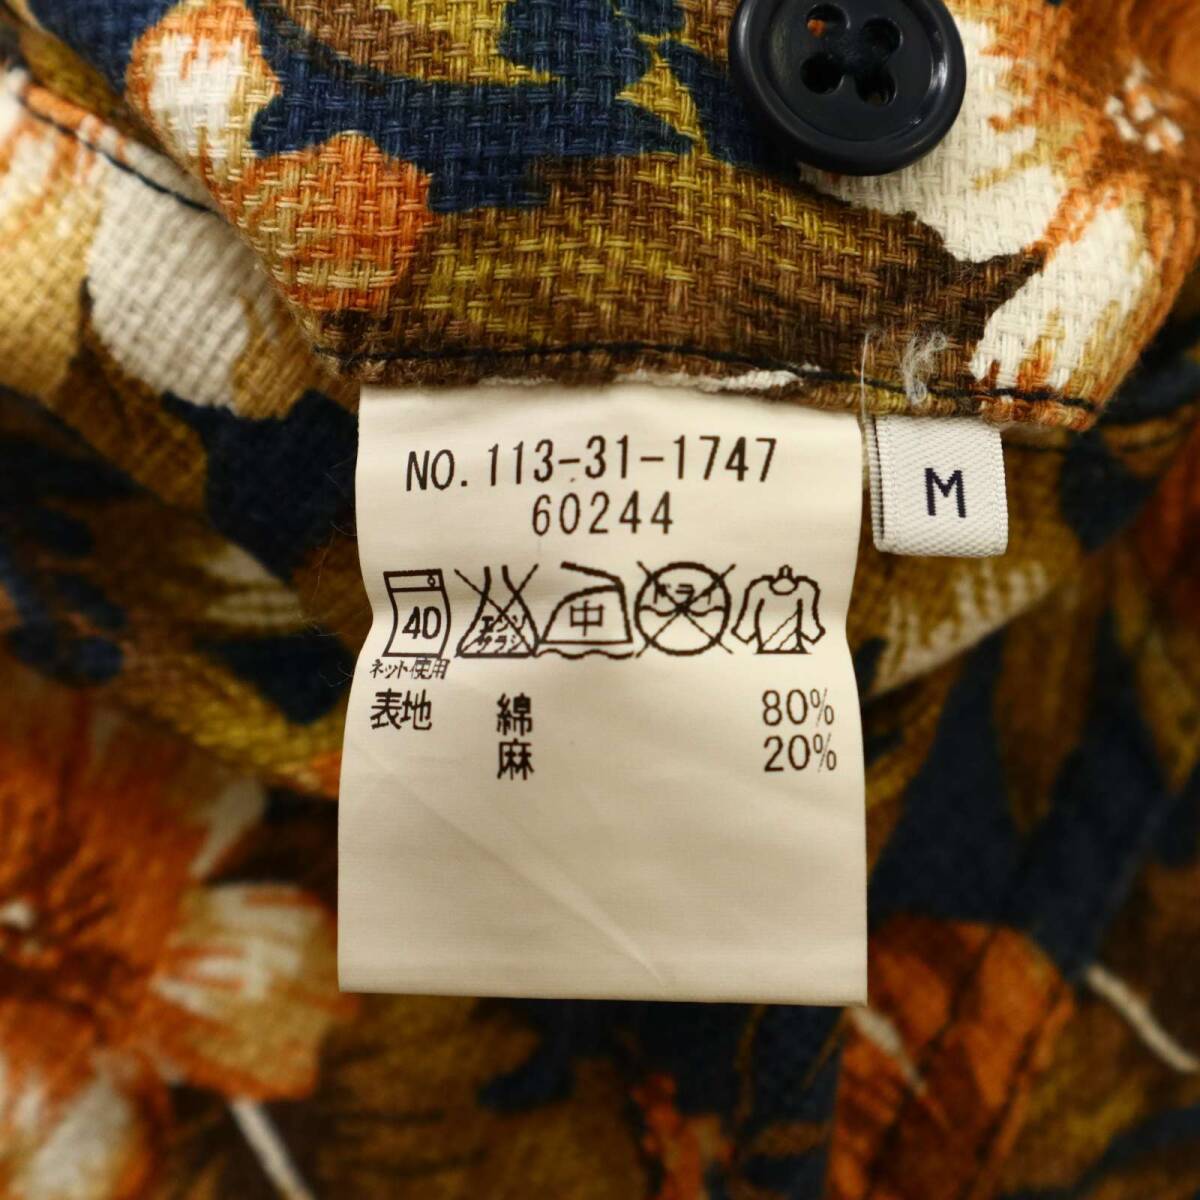 NO. 113-31-1747
60244
M
40 エンソサラシ 中 ドライ
ネット使用
表地 綿 80%
麻 20%